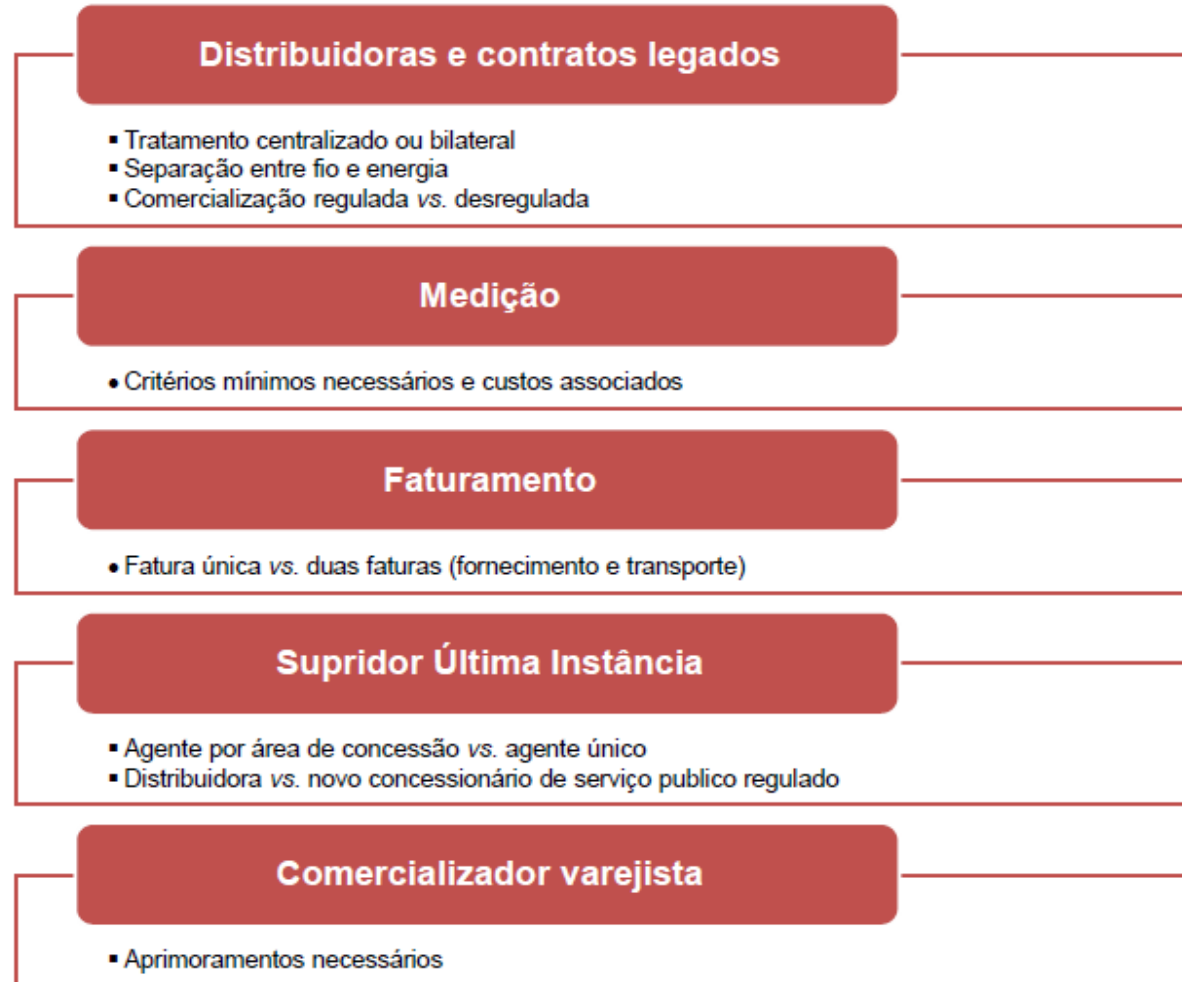 Distribuidoras e contratos legados
▪ Tratamento centralizado ou bilateral
▪ Separação entre fio e energia
▪ Comercialização regulada vs. desregulada
Medição
• Critérios mínimos necessários e custos associados
Faturamento
• Fatura única vs. duas faturas (fornecimento e transporte)
Supridor Última Instância
▪ Agente por área de concessão vs. agente único
▪ Distribuidora vs. novo concessionário de serviço publico regulado
Comercializador varejista
▪ Aprimoramentos necessários